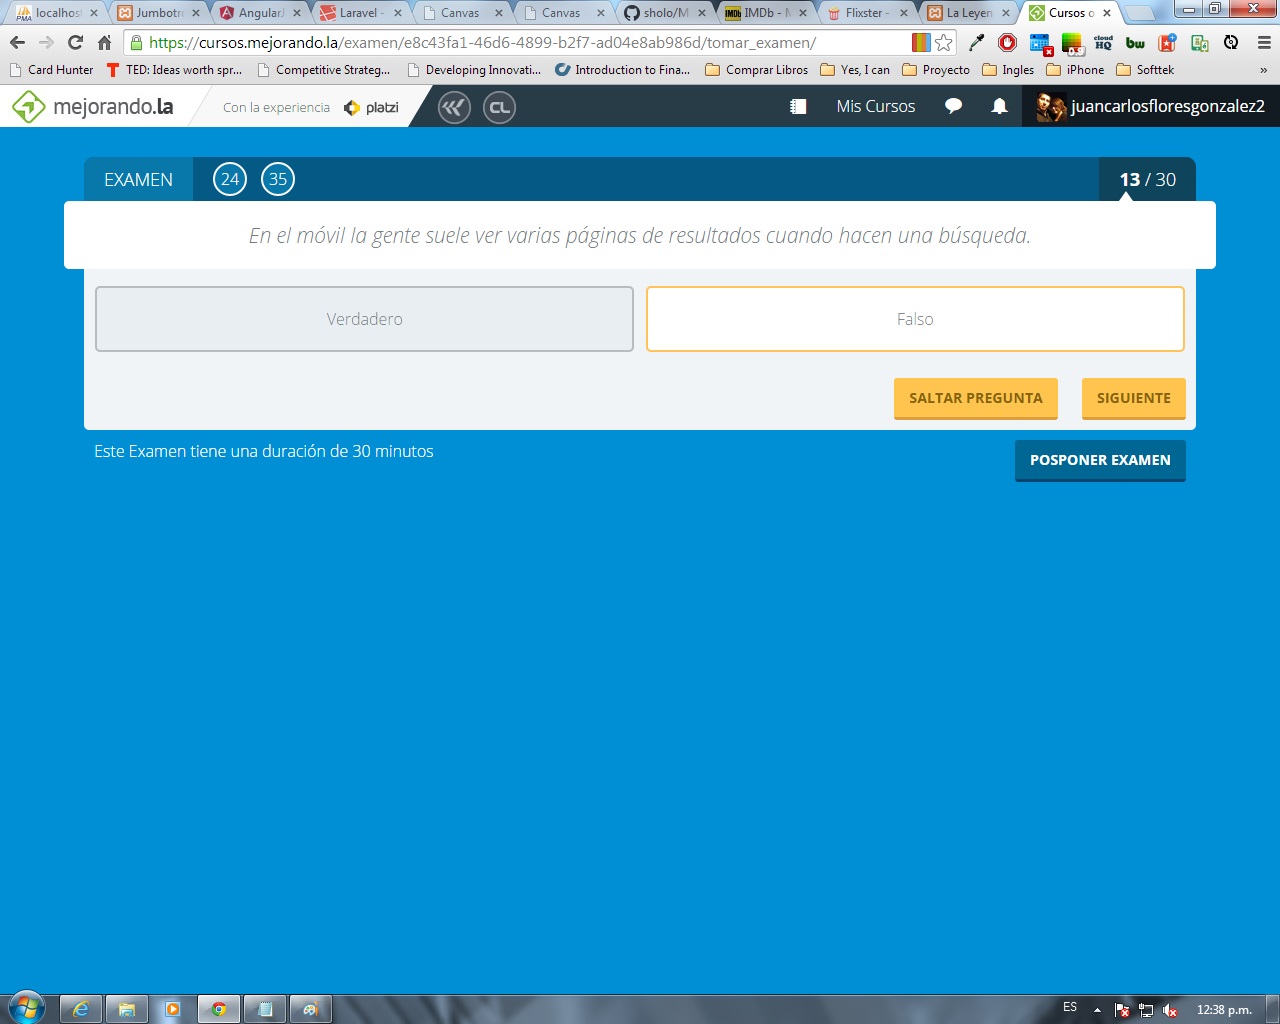 localhos
Jumbotr
AngularJ
Laravel -
Canvas
Canvas
sholo/M
IMDb - M
Flixster -
La Leyen
Cursos o
https://cursos.mejorando.la/examen/e8c43fa1-46d6-4899-b2f7-ad04e8ab986d/tomar_examen/
Card Hunter
TED: Ideas worth spr...
Competitive Strateg...
Developing Innovati...
Introduction to Fina...
Comprar Libros
Yes, I can
Proyecto
Ingles
iPhone
Softtek
»
mejorando.la
Con la experiencia
platzi
CL
Mis Cursos
juancarlosfloresgonzalez2
EXAMEN
24
35
13 / 30
En el móvil la gente suele ver varias páginas de resultados cuando hacen una búsqueda.
Verdadero
Falso
SALTAR PREGUNTA
SIGUIENTE
Este Examen tiene una duración de 30 minutos
POSPONER EXAMEN
ES
12:38 p.m.